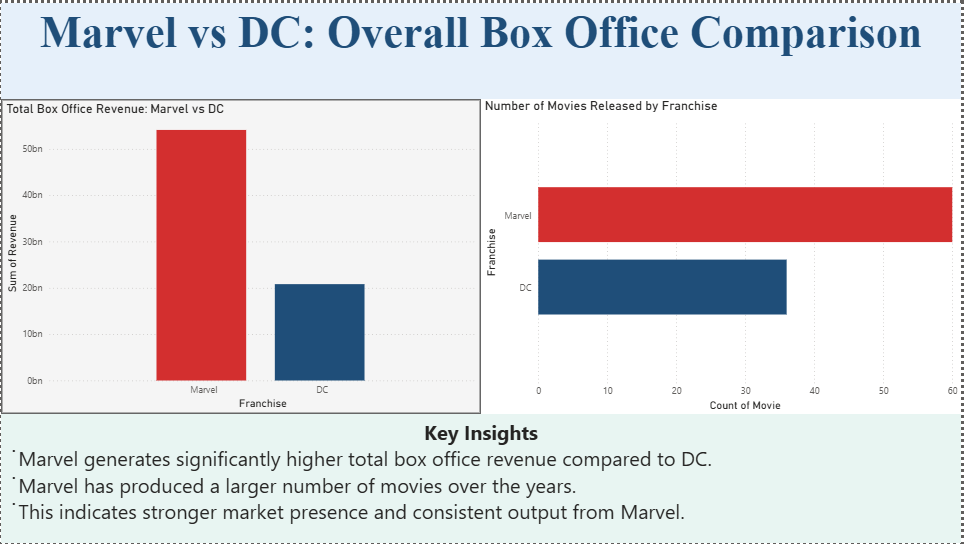 Marvel vs DC: Overall Box Office Comparison
Total Box Office Revenue: Marvel vs DC
50bn
40bn
30bn
20bn
10bn
0bn
Sum of Revenue
Marvel
DC
Franchise
Number of Movies Released by Franchise
Franchise
Marvel
DC
0 10 20 30 40 50 60
Count of Movie
Key Insights
˙Marvel generates significantly higher total box office revenue compared to DC.
˙Marvel has produced a larger number of movies over the years.
˙This indicates stronger market presence and consistent output from Marvel.